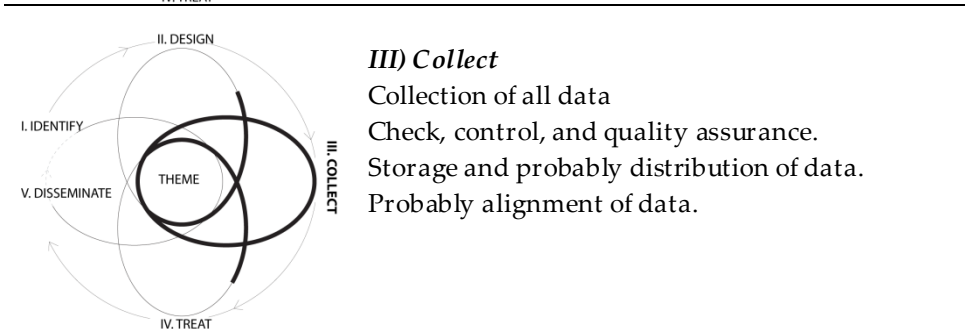 II. DESIGN
I. IDENTIFY
III. COLLECT
THEME
V. DISSEMINATE
IV. TREAT
III) Collect
Collection of all data
Check, control, and quality assurance.
Storage and probably distribution of data.
Probably alignment of data.